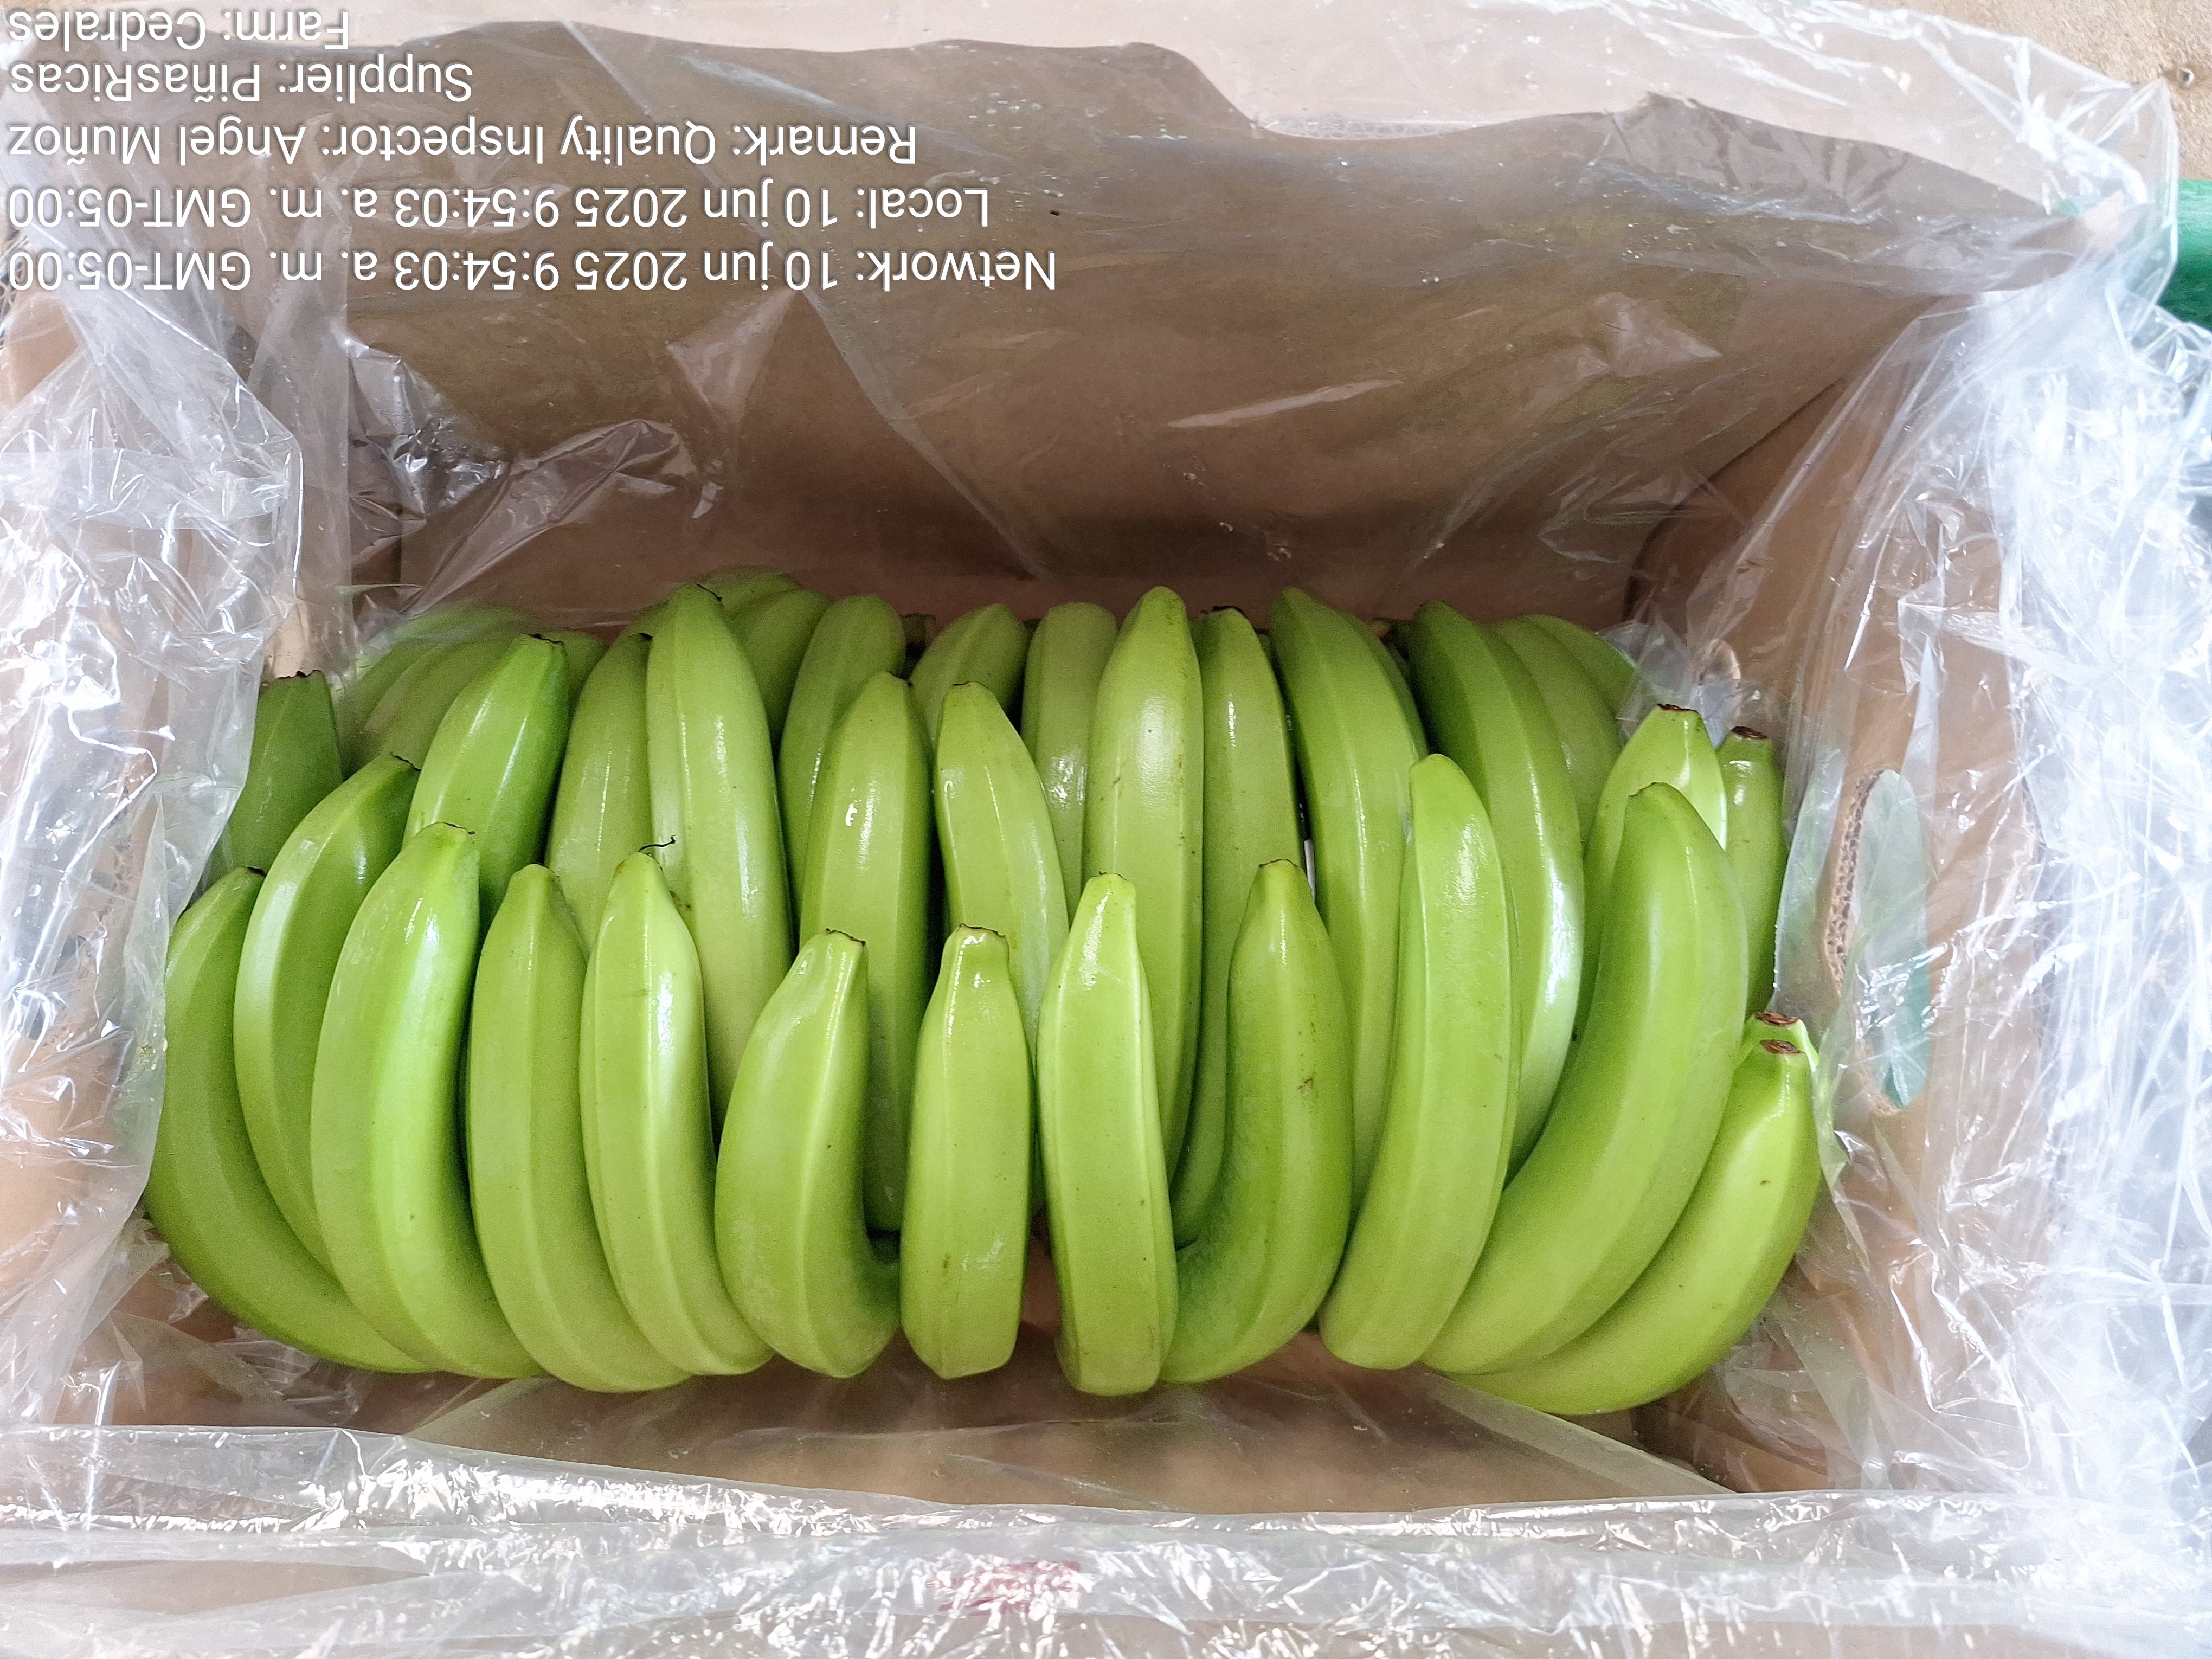 Network: 10 jun 2025 9:54:03 a. m. GMT-05:00
Local: 10 jun 2025 9:54:03 a. m. GMT-05:00
Remark: Quality Inspector: Angel Muñoz
Supplier: PiñasRicas
Farm: Cedrales